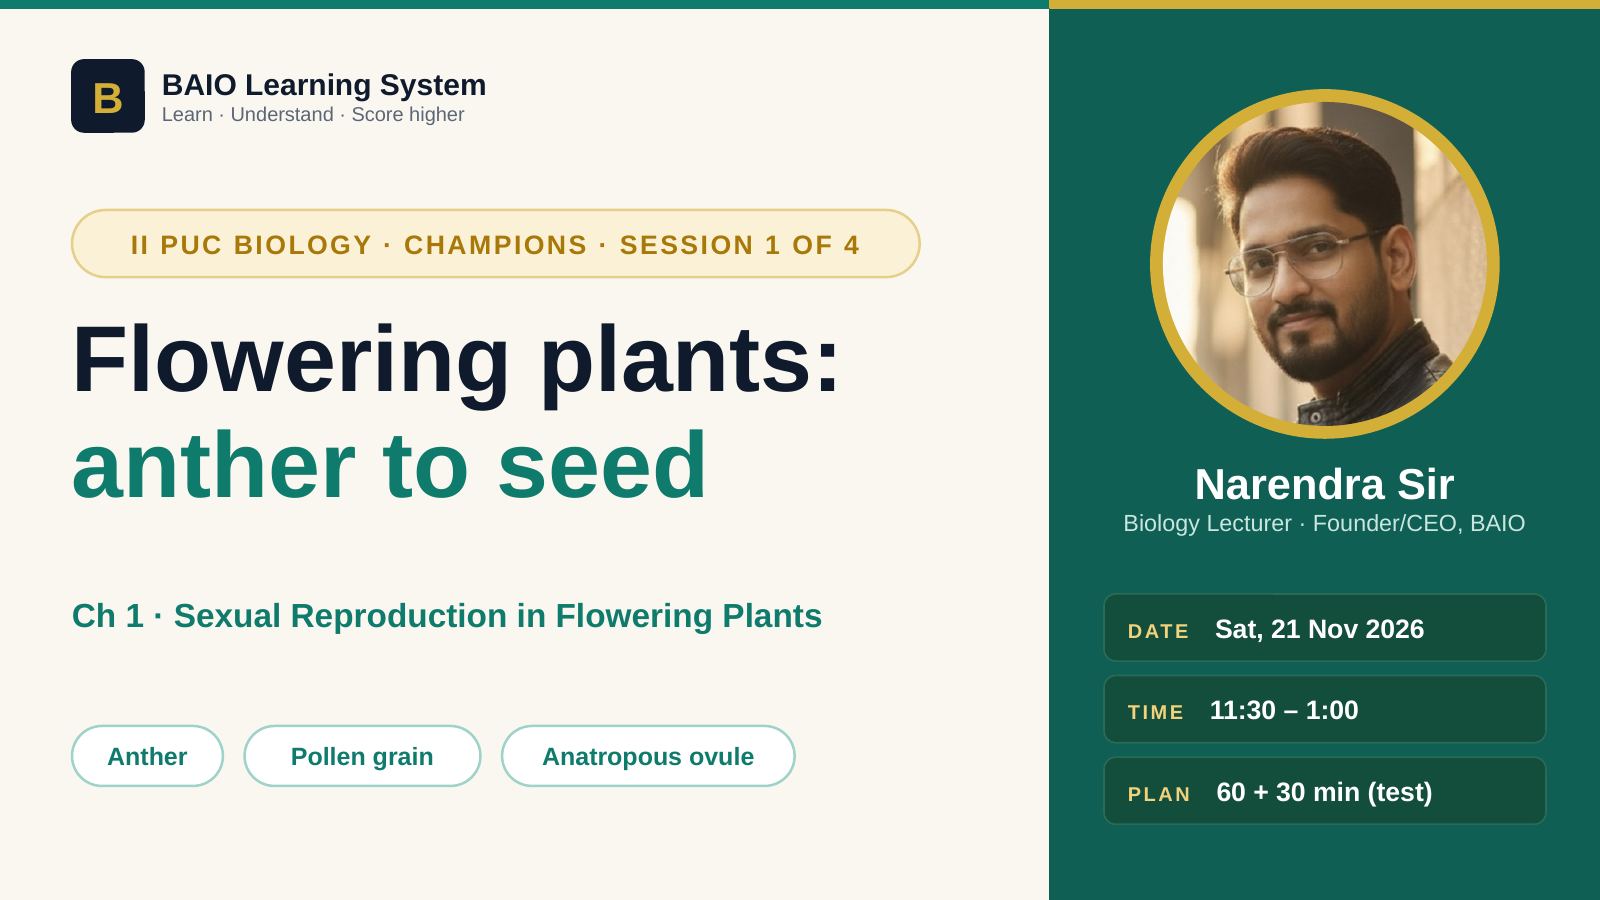 B
BAIO Learning System
Learn · Understand · Score higher
II PUC BIOLOGY · CHAMPIONS · SESSION 1 OF 4
Flowering plants:
anther to seed
Ch 1 · Sexual Reproduction in Flowering Plants
Anther
Pollen grain
Anatropous ovule
Narendra Sir
Biology Lecturer · Founder/CEO, BAIO
DATE Sat, 21 Nov 2026
TIME 11:30 – 1:00
PLAN 60 + 30 min (test)